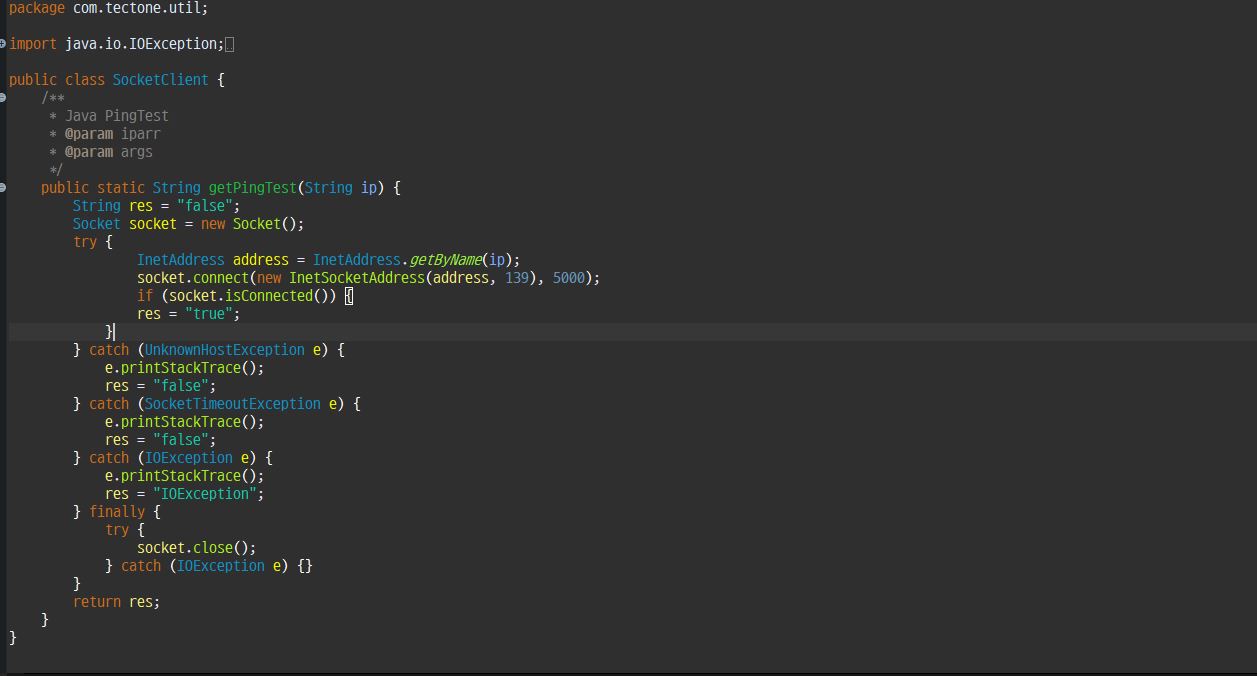 package com.tectone.util;
import java.io.IOException;
public class SocketClient {
/**
* Java PingTest
* @param iparr
* @param args
*/
public static String getPingTest(String ip) {
String res = "false";
Socket socket = new Socket();
try {
InetAddress address = InetAddress.getByName(ip);
socket.connect(new InetSocketAddress(address, 139), 5000);
if (socket.isConnected()) {
res = "true";
}
} catch (UnknownHostException e) {
e.printStackTrace();
res = "false";
} catch (SocketTimeoutException e) {
e.printStackTrace();
res = "false";
} catch (IOException e) {
e.printStackTrace();
res = "IOException";
} finally {
try {
socket.close();
} catch (IOException e) {}
}
return res;
}
}